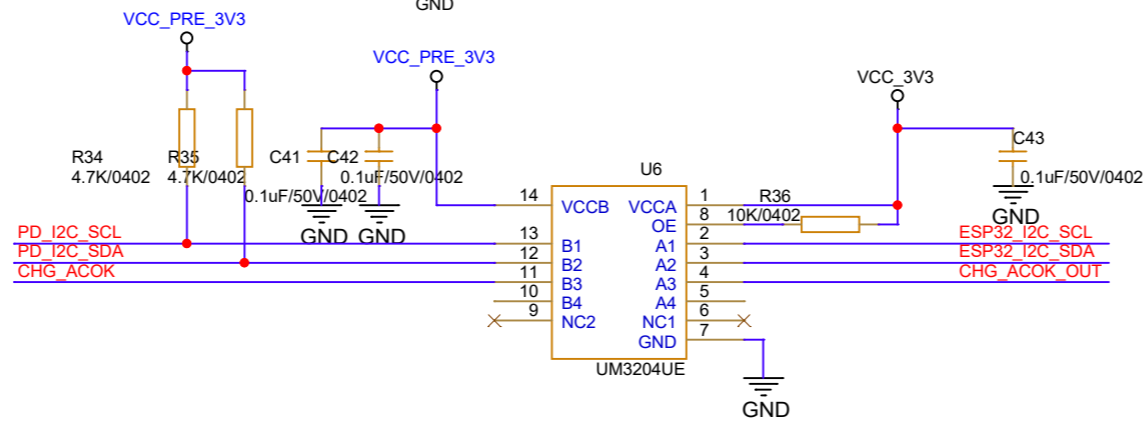 GND
VCC_PRE_3V3
VCC_PRE_3V3
VCC_3V3
R34
4.7K/0402
R35
4.7K/0402
C41
0.1uF/50V/0402
C42
0.1uF/50V/0402
C43
0.1uF/50V/0402
GND
GND
GND
U6
R36
10K/0402
14
VCCB
VCCA
1
OE
8
PD_I2C_SCL
13
B1
A1
2
ESP32_I2C_SCL
PD_I2C_SDA
12
B2
A2
3
ESP32_I2C_SDA
CHG_ACOK
11
B3
A3
4
CHG_ACOK_OUT
10
B4
A4
5
9
NC2
NC1
6
GND
7
UM3204UE
GND